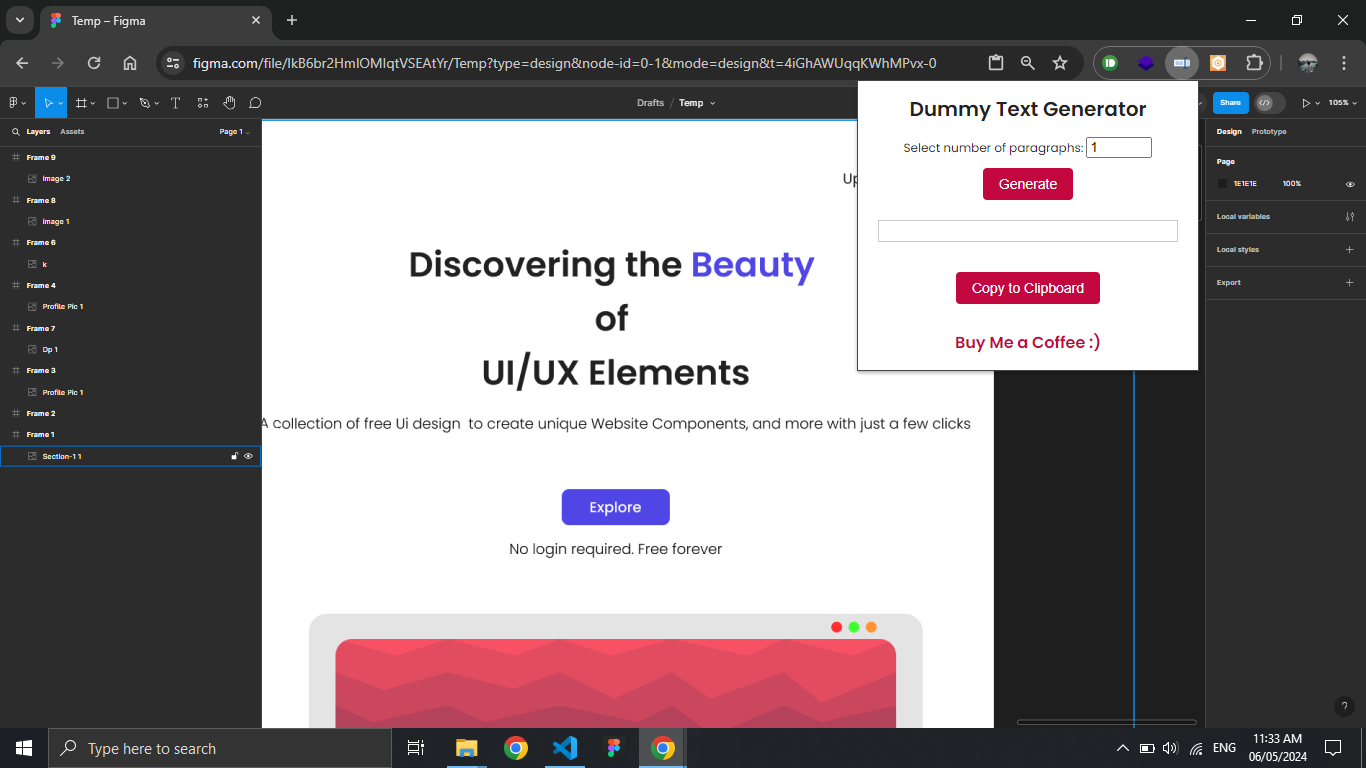 Temp – Figma
figma.com/file/IkB6br2HmIOMIqtVSEAtYr/Temp?type=design&node-id=0-1&mode=design&t=4iGhAWUqqKWhMPvx-0
Drafts / Temp
Share
105%
Layers Assets Page 1
Design Prototype
Frame 9
image 2
Frame 8
image 1
Frame 6
k
Frame 4
Profile Pic 1
Frame 7
Dp 1
Frame 3
Profile Pic 1
Frame 2
Frame 1
Section-1 1
Up
Discovering the Beauty
of
UI/UX Elements
A collection of free Ui design to create unique Website Components, and more with just a few clicks
Explore
No login required. Free forever
Dummy Text Generator
Select number of paragraphs: 1
Generate
Copy to Clipboard
Buy Me a Coffee :)
Page
1E1E1E 100%
Local variables
Local styles
Export
?
Type here to search
ENG
11:33 AM
06/05/2024